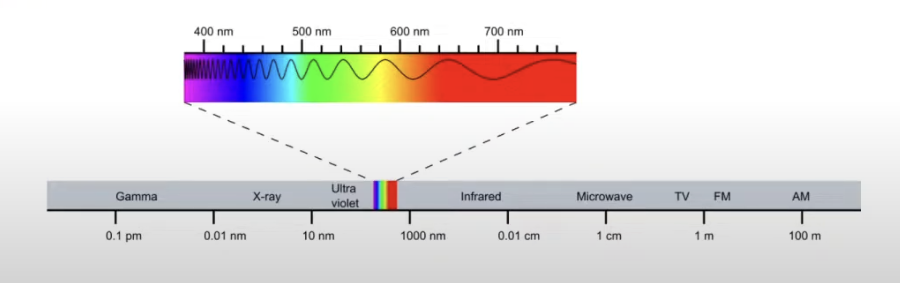 400 nm 500 nm 600 nm 700 nm
Gamma X-ray Ultra violet Infrared Microwave TV FM AM
0.1 pm 0.01 nm 10 nm 1000 nm 0.01 cm 1 cm 1 m 100 m